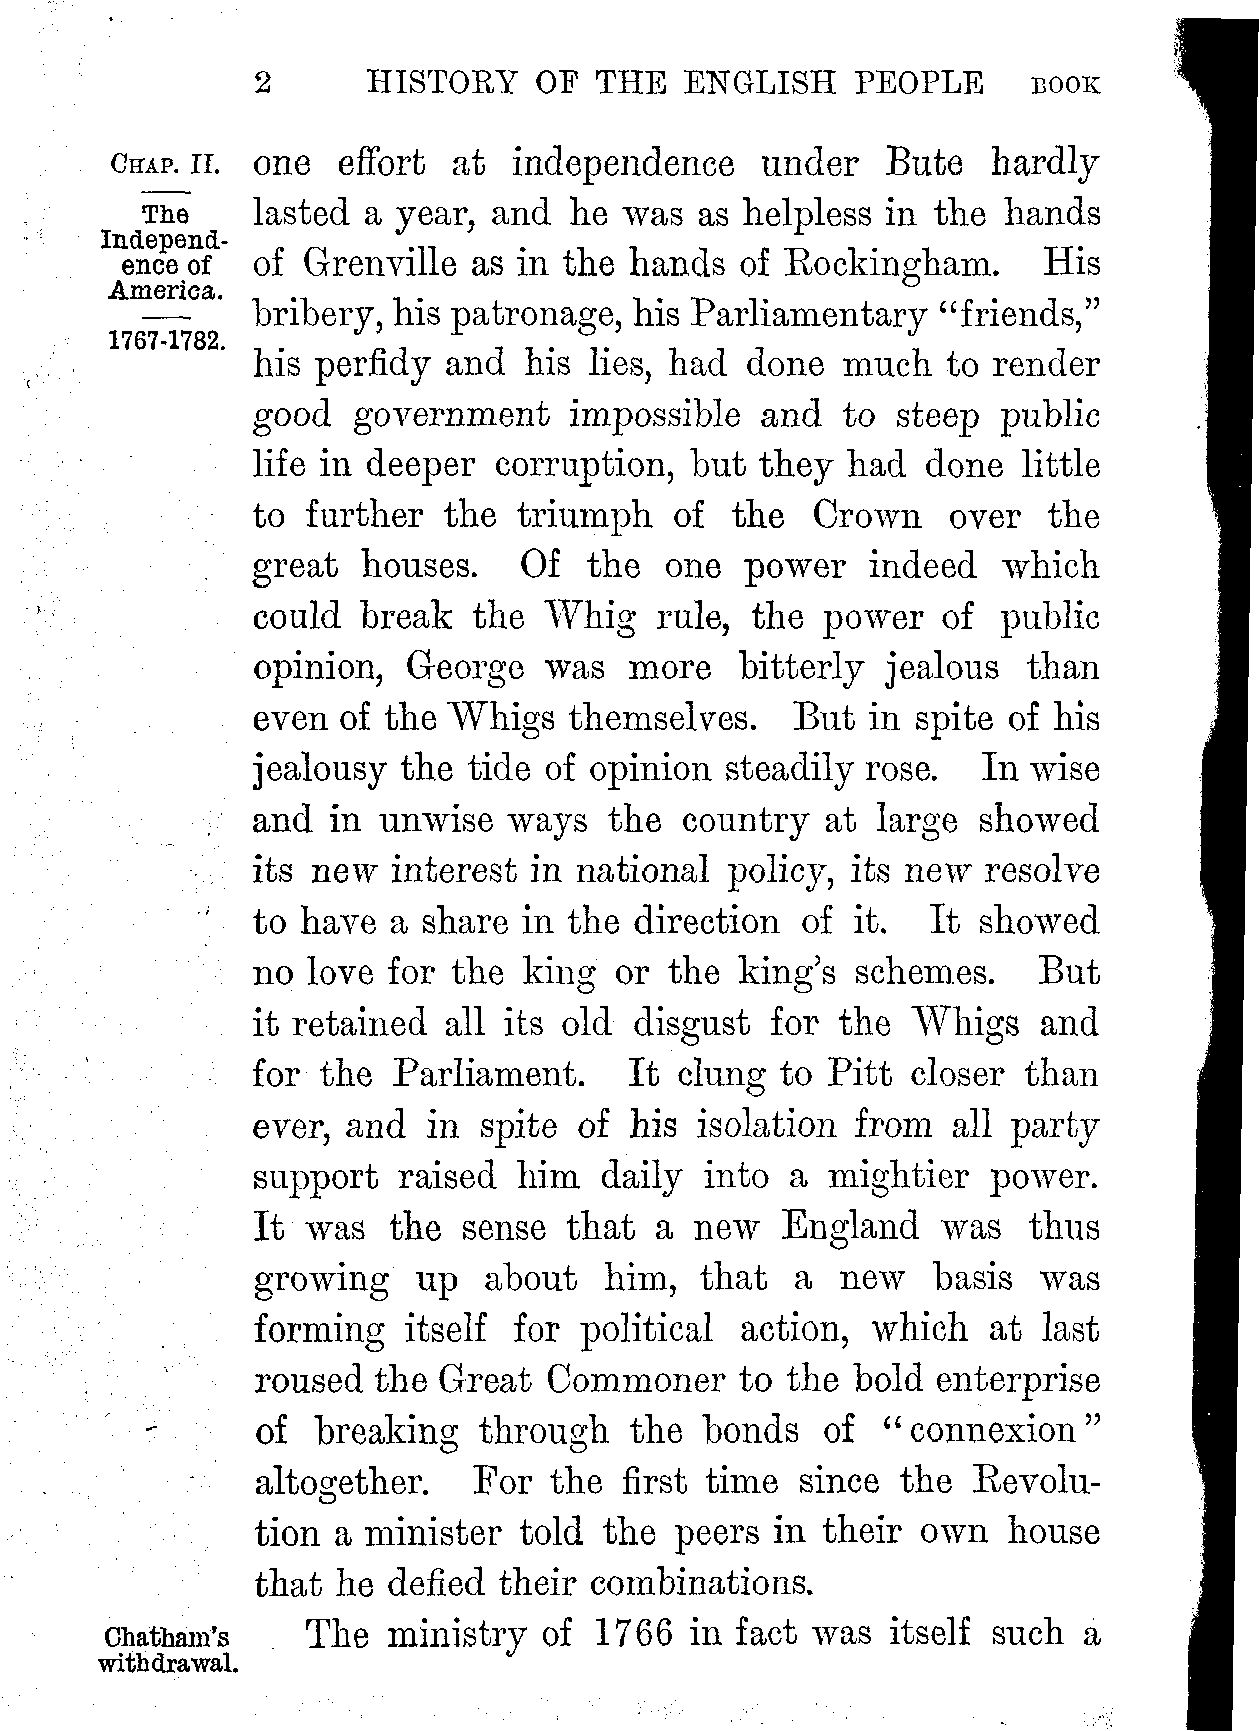 2 HISTORY OF THE ENGLISH PEOPLE BOOK
CHAP. II.
The
Independ-
ence of
America.
1767-1782.
one effort at independence under Bute hardly
lasted a year, and he was as helpless in the hands
of Grenville as in the hands of Rockingham. His
bribery, his patronage, his Parliamentary “friends,”
his perfidy and his lies, had done much to render
good government impossible and to steep public
life in deeper corruption, but they had done little
to further the triumph of the Crown over the
great houses. Of the one power indeed which
could break the Whig rule, the power of public
opinion, George was more bitterly jealous than
even of the Whigs themselves. But in spite of his
jealousy the tide of opinion steadily rose. In wise
and in unwise ways the country at large showed
its new interest in national policy, its new resolve
to have a share in the direction of it. It showed
no love for the king or the king's schemes. But
it retained all its old disgust for the Whigs and
for the Parliament. It clung to Pitt closer than
ever, and in spite of his isolation from all party
support raised him daily into a mightier power.
It was the sense that a new England was thus
growing up about him, that a new basis was
forming itself for political action, which at last
roused the Great Commoner to the bold enterprise
of breaking through the bonds of “connexion”
altogether. For the first time since the Revolu-
tion a minister told the peers in their own house
that he defied their combinations.
Chatham's
withdrawal.
The ministry of 1766 in fact was itself such a